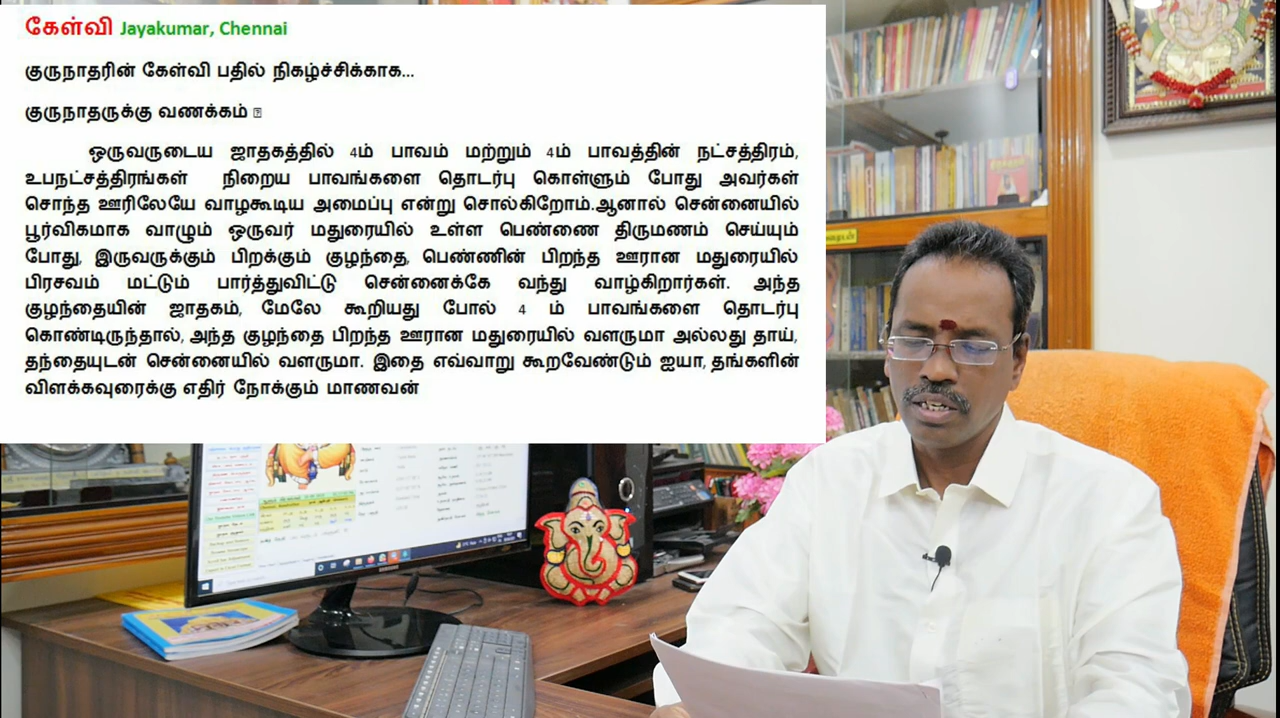 கேள்வி Jayakumar, Chennai
குருநாதரின் கேள்வி பதில் நிகழ்ச்சிக்காக...
குருநாதருக்கு வணக்கம்
ஒருவருடைய ஜாதகத்தில் 4ம் பாவம் மற்றும் 4ம் பாவத்தின் நட்சத்திரம்,
உபநட்சத்திரங்கள் நிறைய பாவங்களை தொடர்பு கொள்ளும் போது அவர்கள்
சொந்த ஊரிலேயே வாழகூடிய அமைப்பு என்று சொல்கிறோம்.ஆனால் சென்னையில்
பூர்விகமாக வாழும் ஒருவர் மதுரையில் உள்ள பெண்ணை திருமணம் செய்யும்
போது, இருவருக்கும் பிறக்கும் குழந்தை, பெண்ணின் பிறந்த ஊரான மதுரையில்
பிரசவம் மட்டும் பார்த்துவிட்டு சென்னைக்கே வந்து வாழ்கிறார்கள். அந்த
குழந்தையின் ஜாதகம், மேலே கூறியது போல் 4 ம் பாவங்களை தொடர்பு
கொண்டிருந்தால், அந்த குழந்தை பிறந்த ஊரான மதுரையில் வளருமா அல்லது தாய்,
தந்தையுடன் சென்னையில் வளருமா. இதை எவ்வாறு கூறவேண்டும் ஐயா, தங்களின்
விளக்கவுரைக்கு எதிர் நோக்கும் மாணவன்